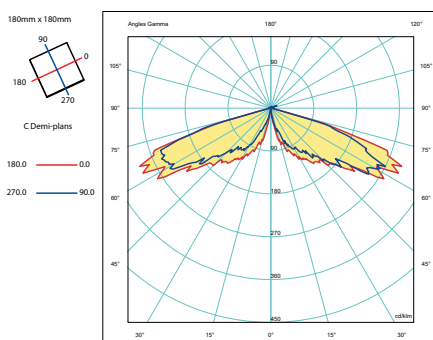 180mm x 180mm
90
0
180
270
C Demi-plans
180.0 0.0
270.0 90.0
Angles Gamma 180° 120°
105° 90 105°
90° 90°
75° 90 75°
60° 180 60°
270
45° 360 45°
450 cd/klm
30° 15° 0° 15° 30°